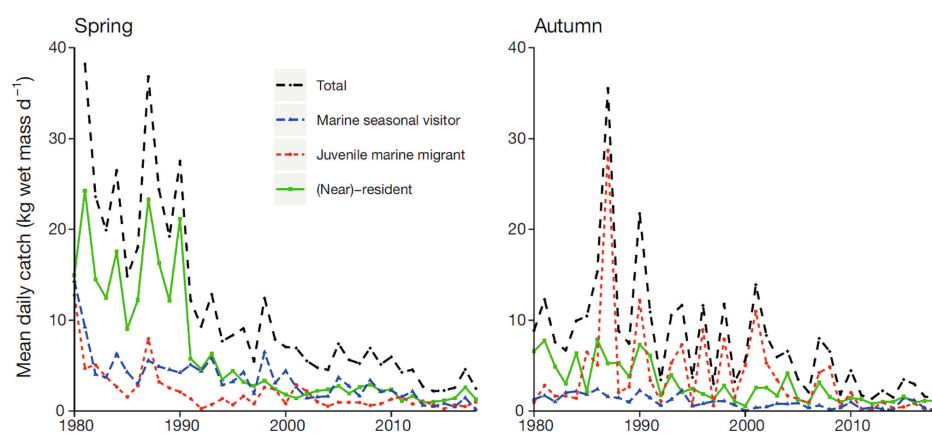 Spring
Autumn
Mean daily catch (kg wet mass d−1)
40
30
20
10
0
1980
1990
2000
2010
Total
Marine seasonal visitor
Juvenile marine migrant
(Near)−resident
40
30
20
10
0
1980
1990
2000
2010